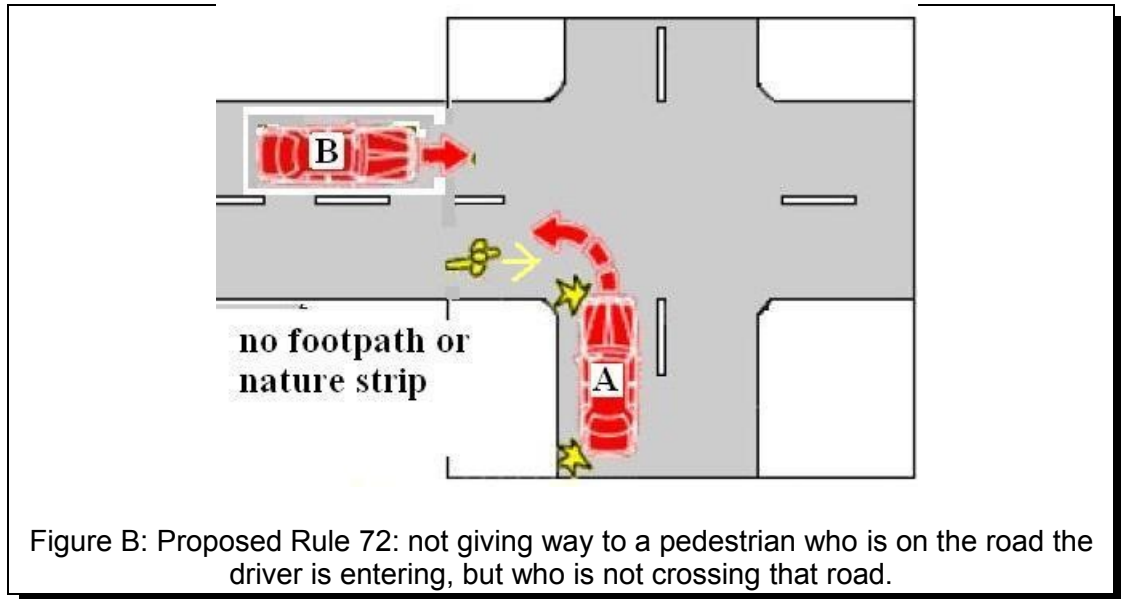 B
no footpath or
nature strip
A
Figure B: Proposed Rule 72: not giving way to a pedestrian who is on the road the
driver is entering, but who is not crossing that road.